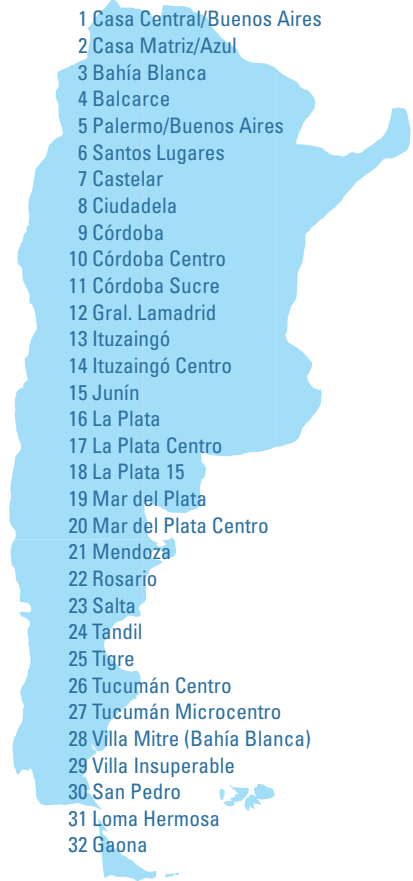 1 Casa Central/Buenos Aires
2 Casa Matriz/Azul
3 Bahía Blanca
4 Balcarce
5 Palermo/Buenos Aires
6 Santos Lugares
7 Castelar
8 Ciudadela
9 Córdoba
10 Córdoba Centro
11 Córdoba Sucre
12 Gral. Lamadrid
13 Ituzaingó
14 Ituzaingó Centro
15 Junín
16 La Plata
17 La Plata Centro
18 La Plata 15
19 Mar del Plata
20 Mar del Plata Centro
21 Mendoza
22 Rosario
23 Salta
24 Tandil
25 Tigre
26 Tucumán Centro
27 Tucumán Microcentro
28 Villa Mitre (Bahía Blanca)
29 Villa Insuperable
30 San Pedro
31 Loma Hermosa
32 Gaona